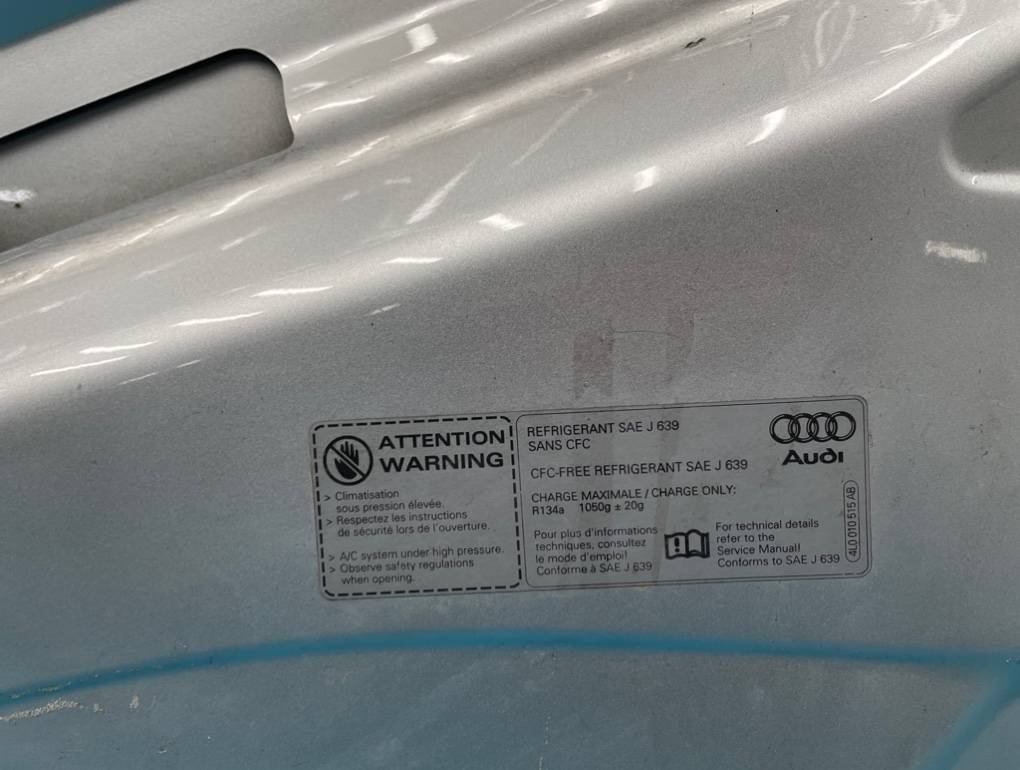 ATTENTION
WARNING
> Climatisation
sous pression élevée.
> Respectez les instructions
de sécurité lors de l'ouverture.
> A/C system under high pressure.
> Observe safety regulations
when opening.
REFRIGERANT SAE J 639
SANS CFC
CFC-FREE REFRIGERANT SAE J 639
CHARGE MAXIMALE / CHARGE ONLY:
R134a 1050g ± 20g
Pour plus d'informations
techniques, consultez
le mode d'emploi!
Conforme à SAE J 639
For technical details
refer to the
Service Manual!
Conforms to SAE J 639
Audi
4L0 010 515 AB